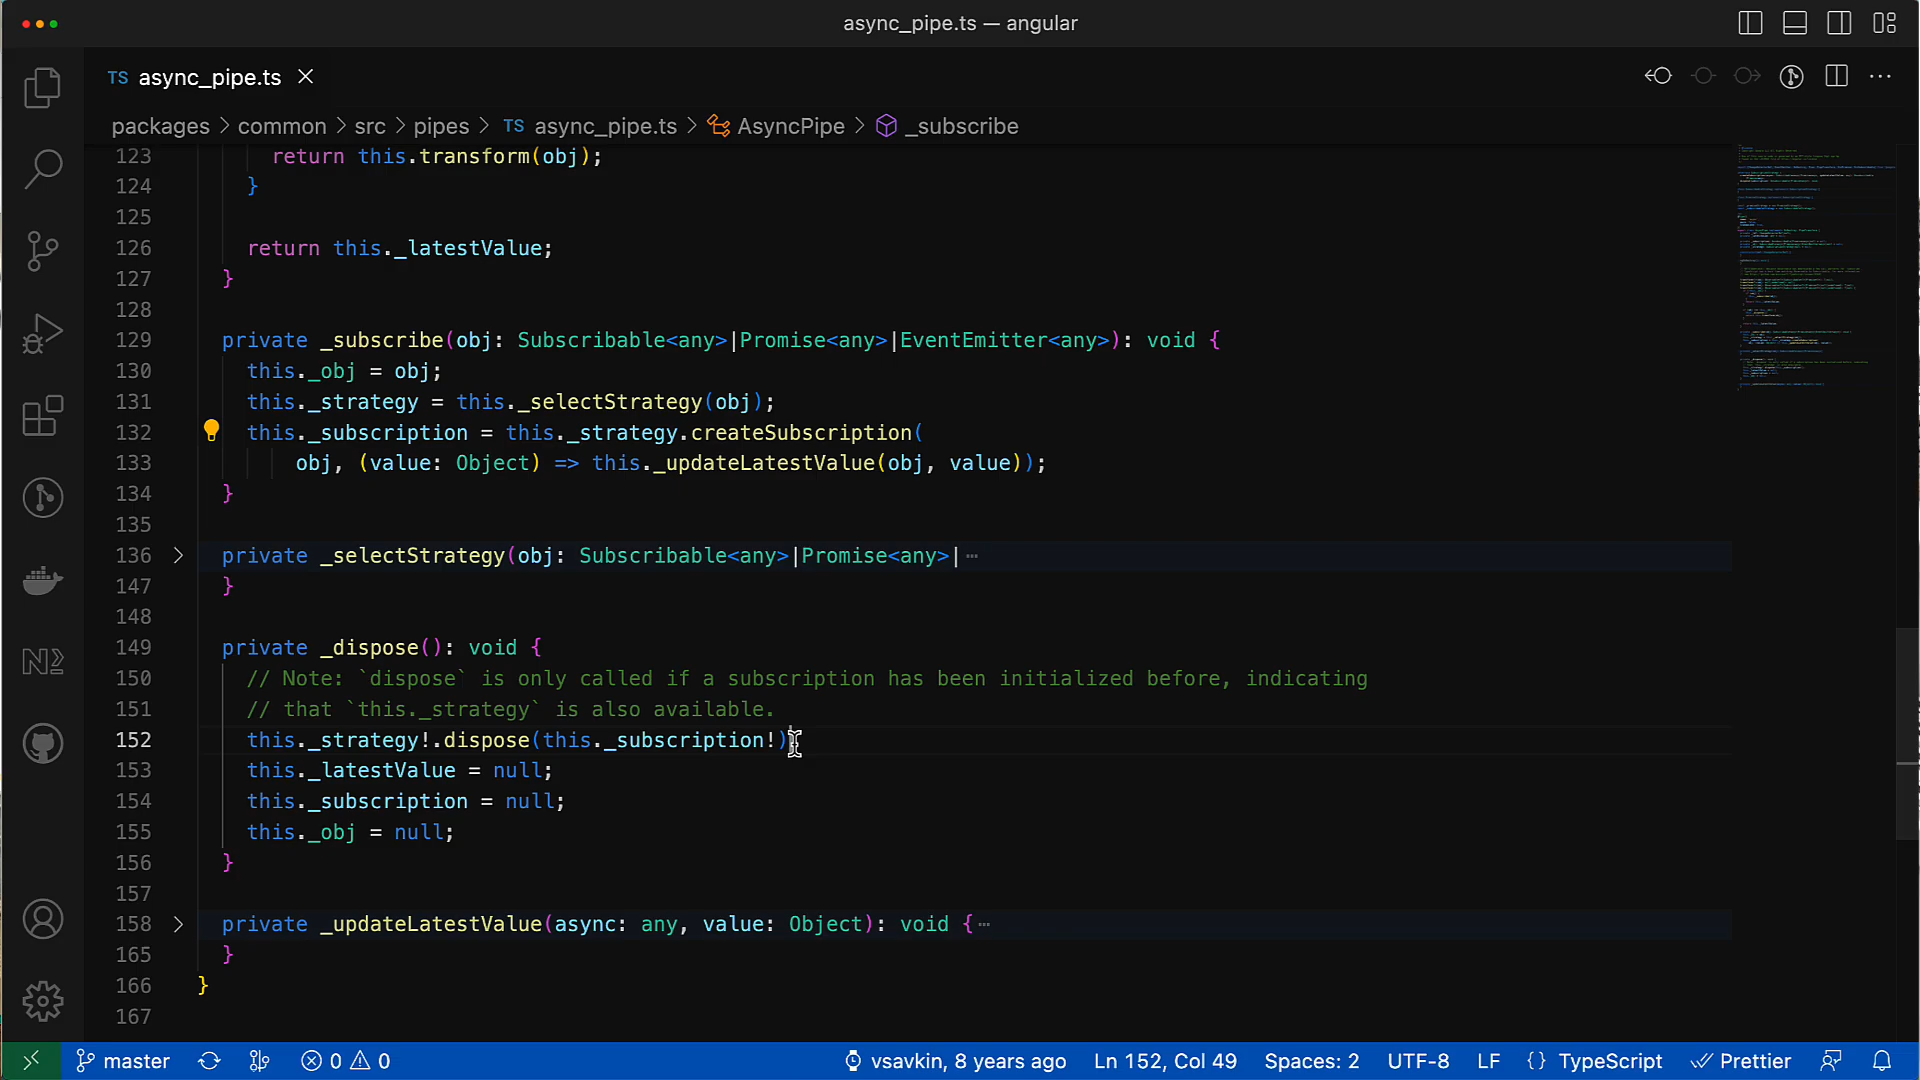 async_pipe.ts — angular
TS async_pipe.ts
packages > common > src > pipes > TS async_pipe.ts > AsyncPipe > _subscribe
123 return this.transform(obj);
124 }
125
126 return this._latestValue;
127 }
128
129 private _subscribe(obj: Subscribable<any>|Promise<any>|EventEmitter<any>): void {
130 this._obj = obj;
131 this._strategy = this._selectStrategy(obj);
132 this._subscription = this._strategy.createSubscription(
133 obj, (value: Object) => this._updateLatestValue(obj, value));
134 }
135
136 private _selectStrategy(obj: Subscribable<any>|Promise<any>|⋯
147 }
148
149 private _dispose(): void {
150 // Note: `dispose` is only called if a subscription has been initialized before, indicating
151 // that `this._strategy` is also available.
152 this._strategy!.dispose(this._subscription!)
153 this._latestValue = null;
154 this._subscription = null;
155 this._obj = null;
156 }
157
158 private _updateLatestValue(async: any, value: Object): void {⋯
165 }
166 }
167
master 0 0 vsavkin, 8 years ago Ln 152, Col 49 Spaces: 2 UTF-8 LF {} TypeScript Prettier